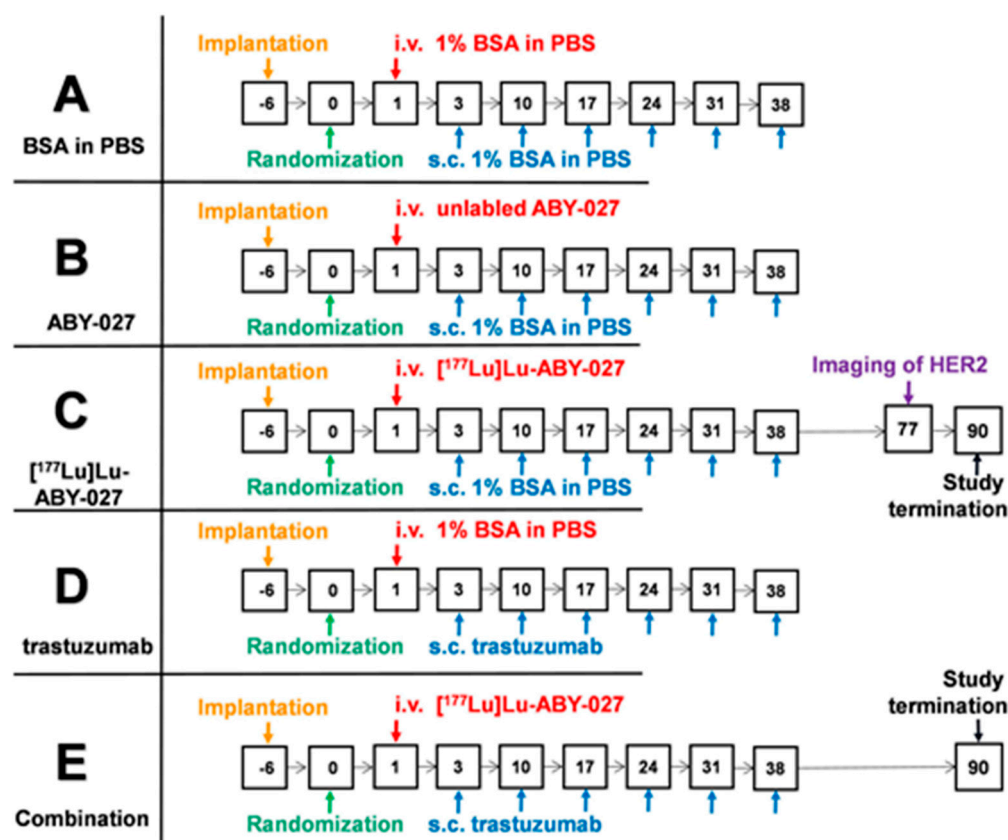 Implantation i.v. 1% BSA in PBS
A
-6 0 1 3 10 17 24 31 38
BSA in PBS
Randomization s.c. 1% BSA in PBS
Implantation i.v. unlabled ABY-027
B
-6 0 1 3 10 17 24 31 38
ABY-027
Randomization s.c. 1% BSA in PBS
Implantation i.v. [¹⁷⁷Lu]Lu-ABY-027 Imaging of HER2
C
-6 0 1 3 10 17 24 31 38 77 90
[¹⁷⁷Lu]Lu-
ABY-027
Randomization s.c. 1% BSA in PBS
Study
termination
Implantation i.v. 1% BSA in PBS
D
-6 0 1 3 10 17 24 31 38
trastuzumab
Randomization s.c. trastuzumab
Study
termination
Implantation i.v. [¹⁷⁷Lu]Lu-ABY-027
E
-6 0 1 3 10 17 24 31 38 90
Combination
Randomization s.c. trastuzumab